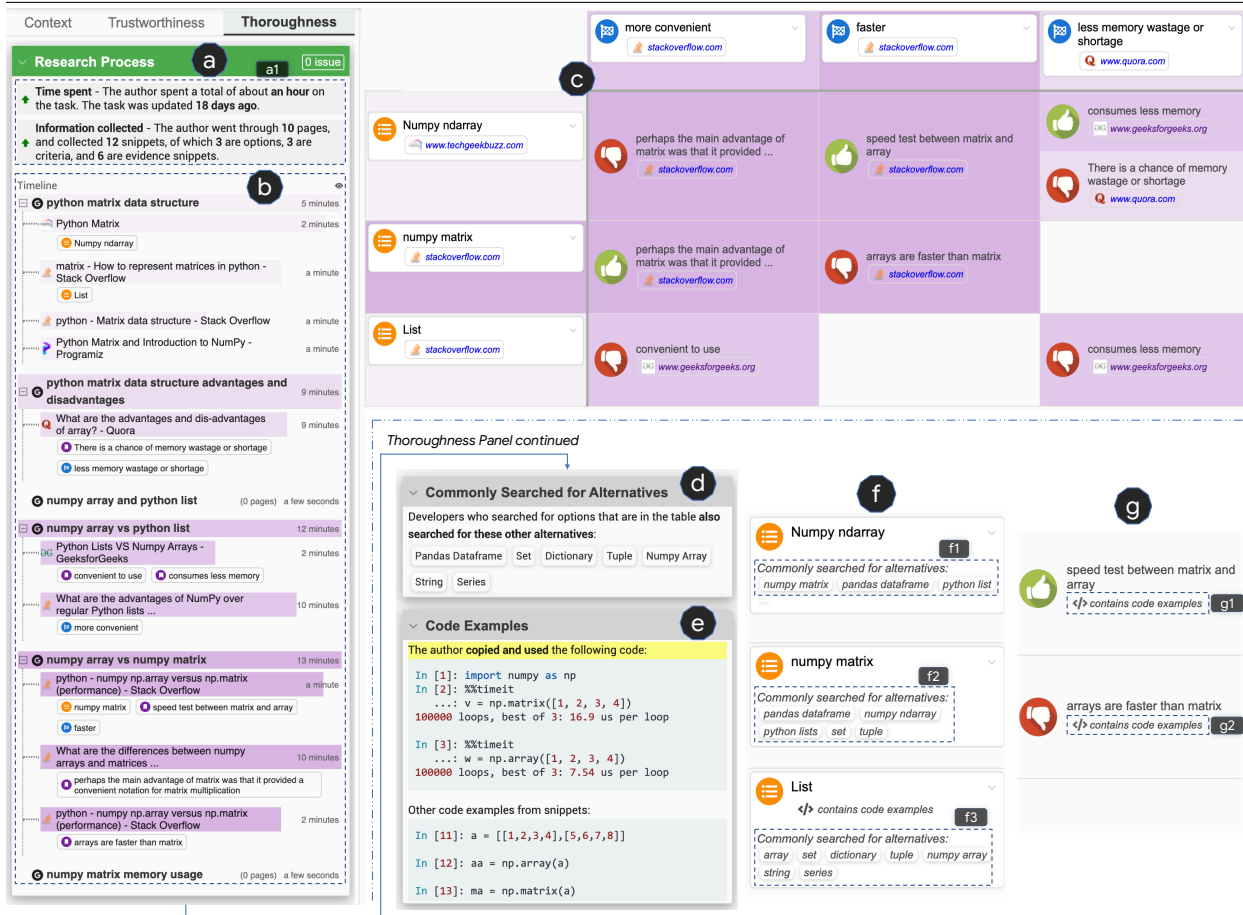 Context Trustworthiness Thoroughness
Research Process
a
a1
0 issue
Time spent - The author spent a total of about an hour on
the task. The task was updated 18 days ago.
Information collected - The author went through 10 pages,
and collected 12 snippets, of which 3 are options, 3 are
criteria, and 6 are evidence snippets.
Timeline
b
python matrix data structure 5 minutes
Python Matrix 2 minutes
Numpy ndarray
matrix - How to represent matrices in python -
Stack Overflow
a minute
List
python - Matrix data structure - Stack Overflow a minute
Python Matrix and Introduction to NumPy -
Programiz
a minute
python matrix data structure advantages and
disadvantages
9 minutes
What are the advantages and dis-advantages
of array? - Quora
9 minutes
There is a chance of memory wastage or shortage
less memory wastage or shortage
numpy array and python list (0 pages) a few seconds
numpy array vs python list 12 minutes
Python Lists VS Numpy Arrays -
GeeksforGeeks
2 minutes
convenient to use consumes less memory
What are the advantages of NumPy over
regular Python lists ...
10 minutes
more convenient
numpy array vs numpy matrix 13 minutes
python - numpy np.array versus np.matrix
(performance) - Stack Overflow
a minute
numpy matrix speed test between matrix and array
faster
What are the differences between numpy
arrays and matrices ...
10 minutes
perhaps the main advantage of matrix was that it provided a
convenient notation for matrix multiplication
python - numpy np.array versus np.matrix
(performance) - Stack Overflow
2 minutes
arrays are faster than matrix
numpy matrix memory usage (0 pages) a few seconds
c
more convenient
stackoverflow.com
faster
stackoverflow.com
less memory wastage or
shortage
www.quora.com
Numpy ndarray
www.techgeekbuzz.com
perhaps the main advantage of
matrix was that it provided ...
stackoverflow.com
speed test between matrix and
array
stackoverflow.com
consumes less memory
www.geeksforgeeks.org
There is a chance of memory
wastage or shortage
www.quora.com
numpy matrix
stackoverflow.com
perhaps the main advantage of
matrix was that it provided ...
stackoverflow.com
arrays are faster than matrix
stackoverflow.com
List
stackoverflow.com
convenient to use
www.geeksforgeeks.org
consumes less memory
www.geeksforgeeks.org
Thoroughness Panel continued
d
Commonly Searched for Alternatives
Developers who searched for options that are in the table also
searched for these other alternatives:
Pandas Dataframe Set Dictionary Tuple Numpy Array
String Series
e
Code Examples
The author copied and used the following code:
In [1]: import numpy as np
In [2]: %%timeit
...: v = np.matrix([1, 2, 3, 4])
100000 loops, best of 3: 16.9 us per loop
In [3]: %%timeit
...: w = np.array([1, 2, 3, 4])
100000 loops, best of 3: 7.54 us per loop
Other code examples from snippets:
In [11]: a = [[1,2,3,4],[5,6,7,8]]
In [12]: aa = np.array(a)
In [13]: ma = np.matrix(a)
f
Numpy ndarray
f1
Commonly searched for alternatives:
numpy matrix pandas dataframe python list
numpy matrix
f2
Commonly searched for alternatives:
pandas dataframe numpy ndarray
python lists set tuple
List
</> contains code examples
f3
Commonly searched for alternatives:
array set dictionary tuple numpy array
string series
g
speed test between matrix and
array
</> contains code examples g1
arrays are faster than matrix
</> contains code examples g2